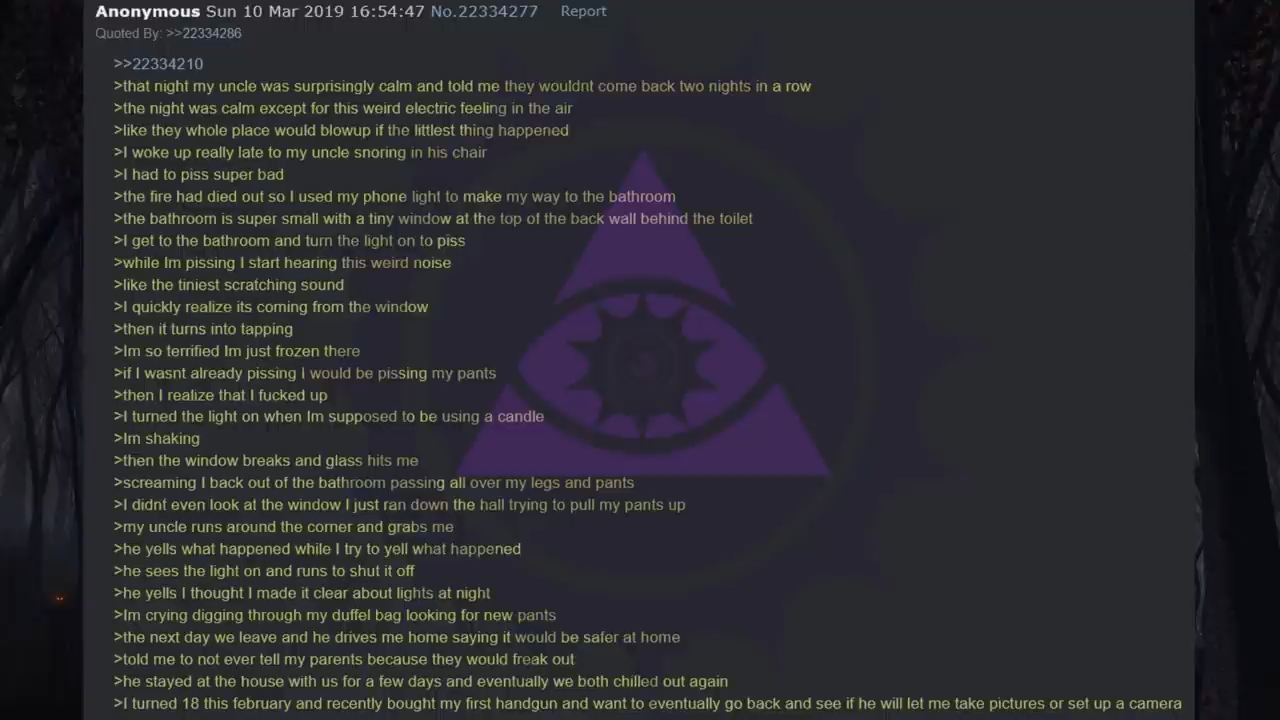 Anonymous Sun 10 Mar 2019 16:54:47 No.22334277 Report
Quoted By: >>22334286
>>22334210
>that night my uncle was surprisingly calm and told me they wouldnt come back two nights in a row
>the night was calm except for this weird electric feeling in the air
>like they whole place would blowup if the littlest thing happened
>I woke up really late to my uncle snoring in his chair
>I had to piss super bad
>the fire had died out so I used my phone light to make my way to the bathroom
>the bathroom is super small with a tiny window at the top of the back wall behind the toilet
>I get to the bathroom and turn the light on to piss
>while Im pissing I start hearing this weird noise
>like the tiniest scratching sound
>I quickly realize its coming from the window
>then it turns into tapping
>Im so terrified Im just frozen there
>if I wasnt already pissing I would be pissing my pants
>then I realize that I fucked up
>I turned the light on when Im supposed to be using a candle
>Im shaking
>then the window breaks and glass hits me
>screaming I back out of the bathroom passing all over my legs and pants
>I didnt even look at the window I just ran down the hall trying to pull my pants up
>my uncle runs around the corner and grabs me
>he yells what happened while I try to yell what happened
>he sees the light on and runs to shut it off
>he yells I thought I made it clear about lights at night
>Im crying digging through my duffel bag looking for new pants
>the next day we leave and he drives me home saying it would be safer at home
>told me to not ever tell my parents because they would freak out
>he stayed at the house with us for a few days and eventually we both chilled out again
>I turned 18 this february and recently bought my first handgun and want to eventually go back and see if he will let me take pictures or set up a camera